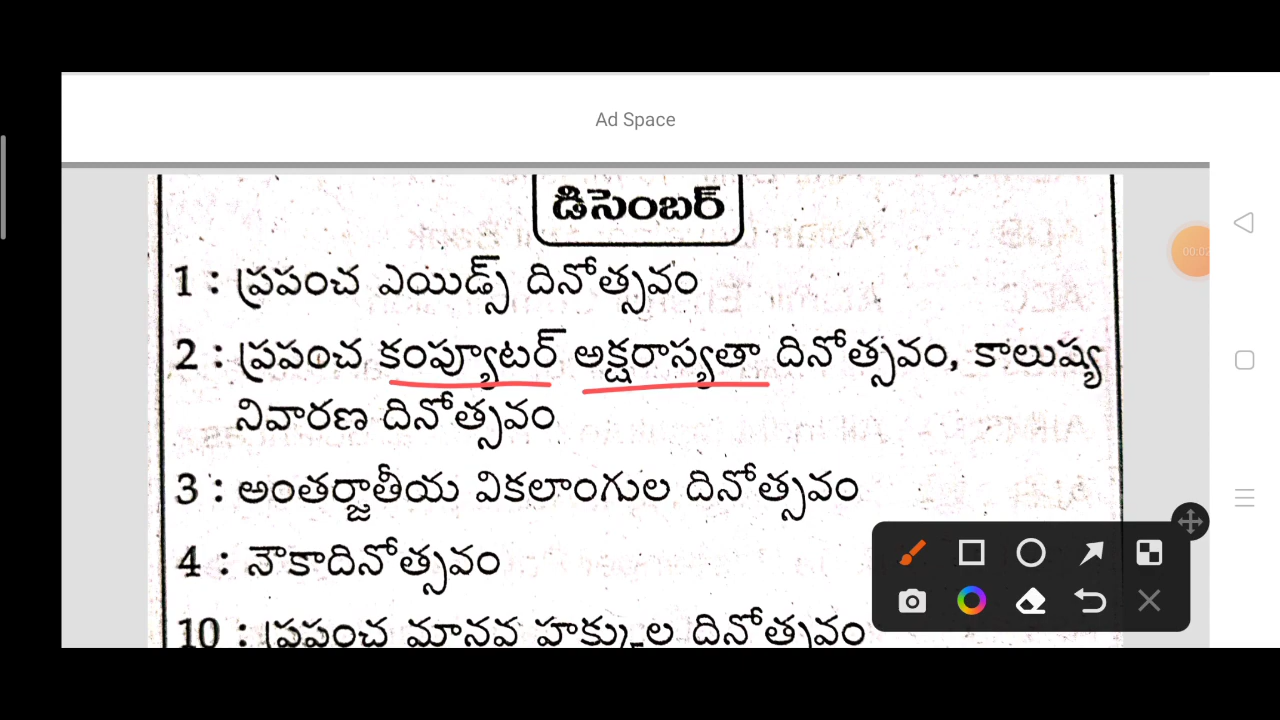 Ad Space
డిసెంబర్
1 : ప్రపంచ ఎయిడ్స్ దినోత్సవం
2 : ప్రపంచ కంప్యూటర్ అక్షరాస్యతా దినోత్సవం, కాలుష్య
నివారణ దినోత్సవం
3 : అంతర్జాతీయ వికలాంగుల దినోత్సవం
4 : నౌకాదినోత్సవం
10 : ప్రపంచ మానవ హక్కుల దినోత్సవం